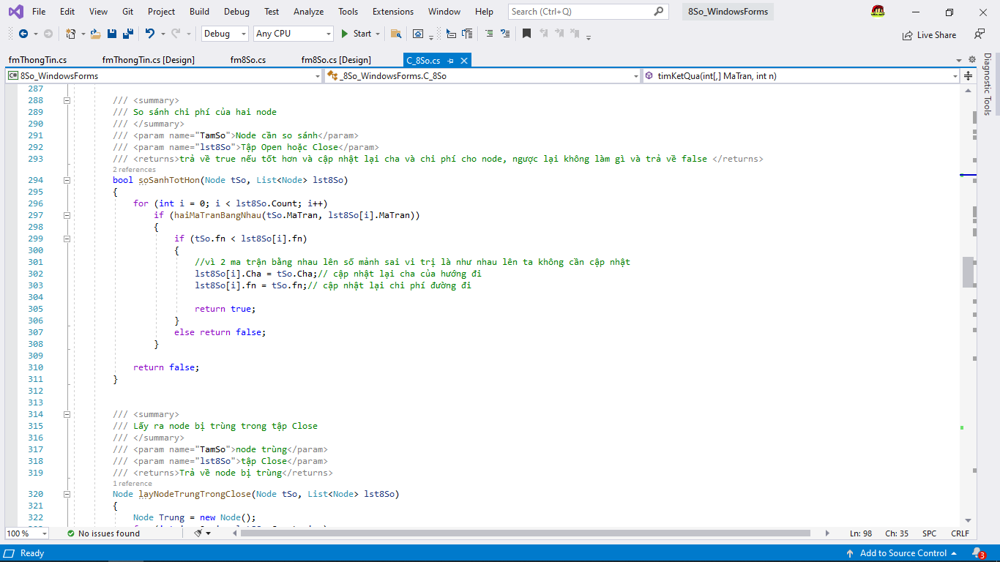 File Edit View Git Project Build Debug Test Analyze Tools Extensions Window Help Search (Ctrl+Q) 8So_WindowsForms
Debug Any CPU Start Live Share
fmThongTin.cs fmThongTin.cs [Design] fm8So.cs fm8So.cs [Design] C_8So.cs
Diagnostic Tools
C# 8So_WindowsForms _8So_WindowsForms.C_8So timKetQua(int[,] MaTran, int n)
287
288 /// <summary>
289 /// So sánh chi phí của hai node
290 /// </summary>
291 /// <param name="TamSo">Node cần so sánh</param>
292 /// <param name="lst8So">Tập Open hoặc Close</param>
293 /// <returns>trả về true nếu tốt hơn và cập nhật lại cha và chi phí cho node, ngược lại không làm gì và trả về false </returns>
2 references
294 bool soSanhTotHon(Node tSo, List<Node> lst8So)
295 {
296 for (int i = 0; i < lst8So.Count; i++)
297 if (haiMaTranBangNhau(tSo.MaTran, lst8So[i].MaTran))
298 {
299 if (tSo.fn < lst8So[i].fn)
300 {
301 //vì 2 ma trận bằng nhau lên số mảnh sai vi trị là như nhau lên ta không cần cập nhật
302 lst8So[i].Cha = tSo.Cha;// cập nhật lại cha của hướng đi
303 lst8So[i].fn = tSo.fn;// cập nhật lại chi phí đường đi
304
305 return true;
306 }
307 else return false;
308 }
309
310 return false;
311 }
312
313
314 /// <summary>
315 /// Lấy ra node bị trùng trong tập Close
316 /// </summary>
317 /// <param name="TamSo">node trùng</param>
318 /// <param name="lst8So">tập Close</param>
319 /// <returns>Trả về node bị trùng</returns>
1 reference
320 Node layNodeTrungTrongClose(Node tSo, List<Node> lst8So)
321 {
322 Node Trung = new Node();
100 % No issues found Ln: 98 Ch: 35 SPC CRLF
Ready Add to Source Control 3